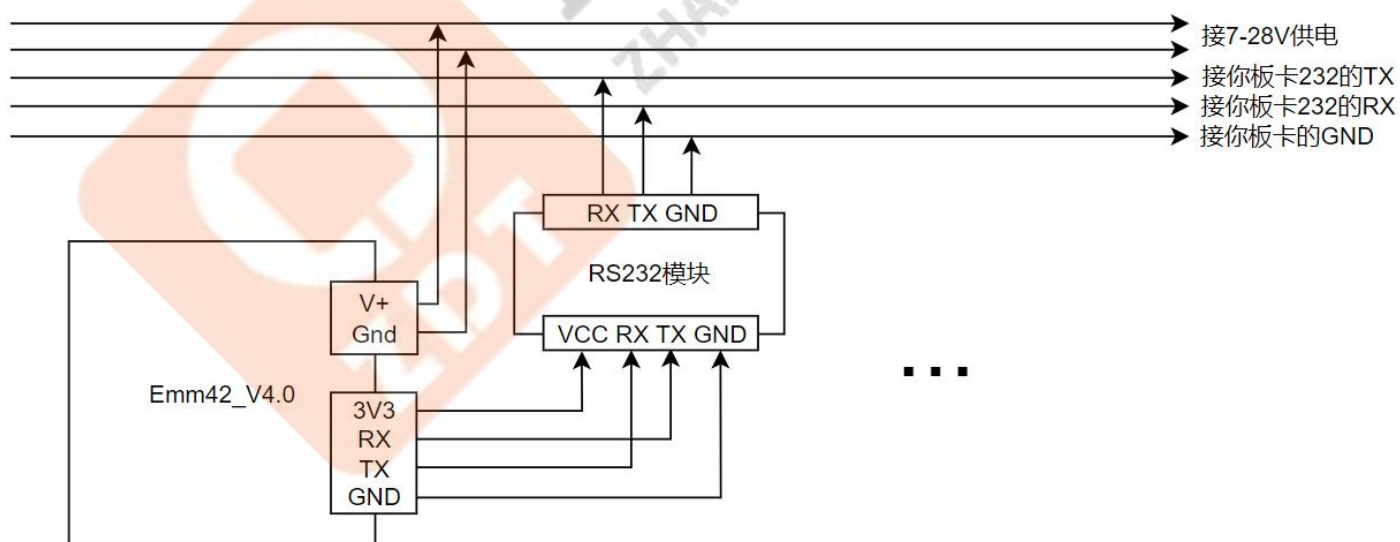 接7-28V供电
接你板卡232的TX
接你板卡232的RX
接你板卡的GND
ZHAN
RX TX GND
RS232模块
VCC RX TX GND
V+
Gnd
Emm42_V4.0
3V3
RX
TX
GND
...
ZDT